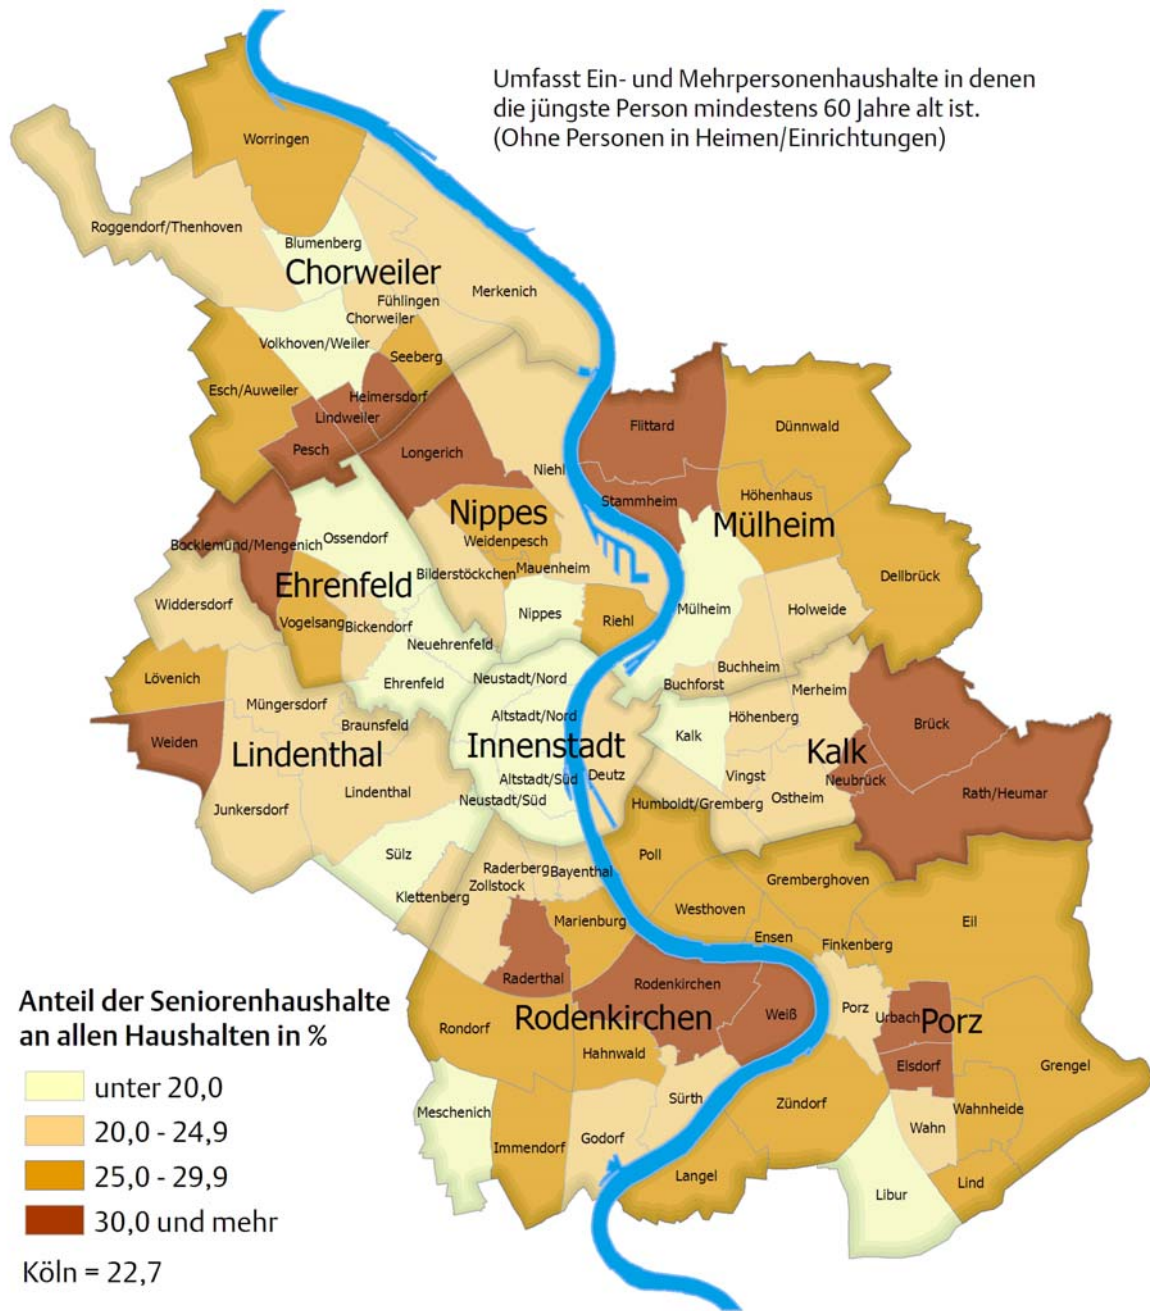 Umfasst Ein- und Mehrpersonenhaushalte in denen
die jüngste Person mindestens 60 Jahre alt ist.
(Ohne Personen in Heimen/Einrichtungen)
Worringen
Roggendorf/Thenhoven
Blumenberg
Chorweiler
Merkenich
Fühlingen
Chorweiler
Volkhoven/Weiler
Seeberg
Esch/Auweiler
Heimersdorf
Lindweiler
Pesch
Longerich
Flittard
Dünnwald
Niehl
Stammheim
Höhenhaus
Nippes
Mülheim
Weidenpesch
Ossendorf
Bocklemünd/Mengenich
Mauenheim
Bilderstöckchen
Dellbrück
Ehrenfeld
Widdersdorf
Nippes
Riehl
Mülheim
Holweide
Vogelsang
Bickendorf
Neuehrenfeld
Buchheim
Lövenich
Ehrenfeld
Neustadt/Nord
Buchforst
Merheim
Müngersdorf
Altstadt/Nord
Höhenberg
Braunsfeld
Brück
Weiden
Kalk
Lindenthal
Innenstadt
Kalk
Altstadt/Süd
Deutz
Vingst
Neubrück
Lindenthal
Neustadt/Süd
Humboldt/Gremberg
Ostheim
Rath/Heumar
Junkersdorf
Sülz
Poll
Raderberg
Bayenthal
Zollstock
Gremberghoven
Klettenberg
Westhoven
Marienburg
Eil
Ensen
Finkenberg
Raderthal
Rodenkirchen
Anteil der Seniorenhaushalte
an allen Haushalten in %
Porz
Weiß
Urbach
Porz
Rodenkirchen
Rondorf
Hahnwald
Elsdorf
Grengel
unter 20,0
Sürth
Zündorf
Wahnheide
Meschenich
Wahn
20,0 - 24,9
Immendorf
Godorf
25,0 - 29,9
Langel
Lind
Libur
30,0 und mehr
Köln = 22,7